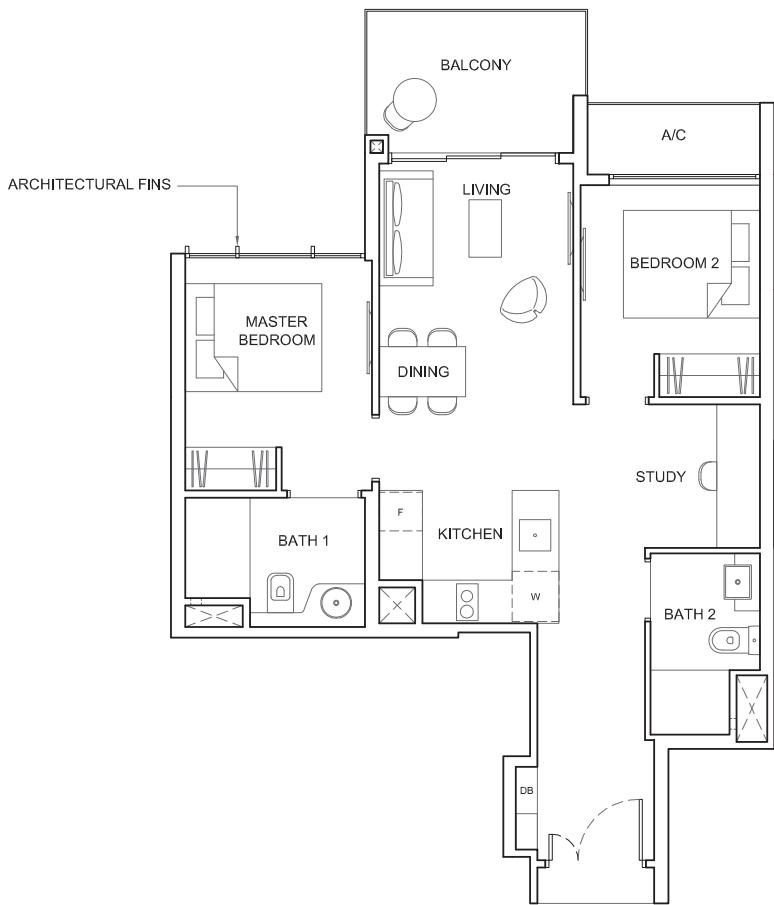 BALCONY
A/C
ARCHITECTURAL FINS
LIVING
BEDROOM 2
MASTER
BEDROOM
DINING
STUDY
F
KITCHEN
BATH 1
W
BATH 2
DB